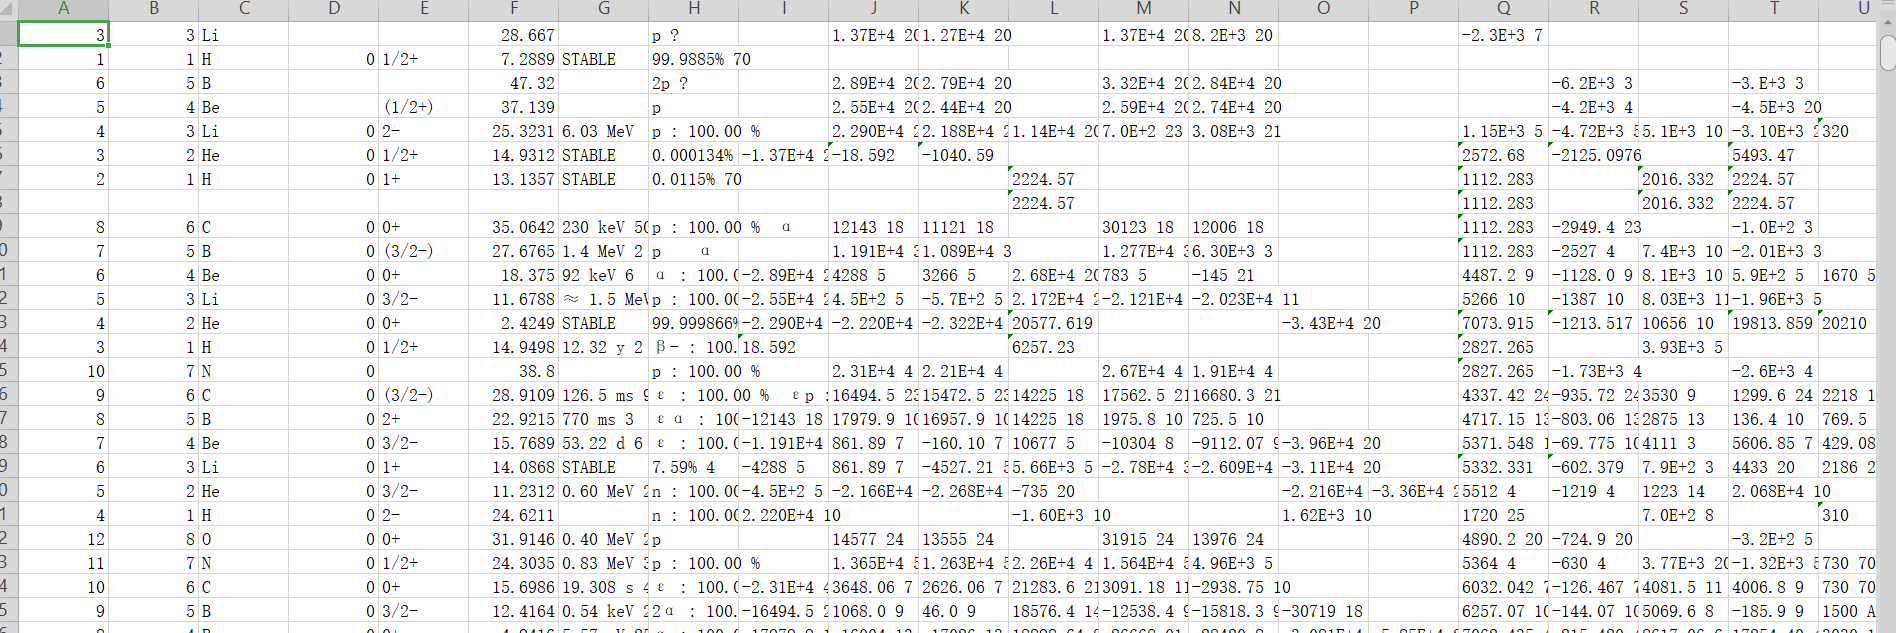 A B C D E F G H I J K L M N O P Q R S T U
3 3 Li 28.667 p ? 1.37E+4 20 1.27E+4 20 1.37E+4 20 8.2E+3 20 -2.3E+3 7
1 1 H 0 1/2+ 7.2889 STABLE 99.9885% 70
6 5 B 47.32 2p ? 2.89E+4 20 2.79E+4 20 3.32E+4 20 2.84E+4 20 -6.2E+3 3 -3.E+3 3
5 4 Be (1/2+) 37.139 p 2.55E+4 20 2.44E+4 20 2.59E+4 20 2.74E+4 20 -4.2E+3 4 -4.5E+3 20
4 3 Li 0 2- 25.3231 6.03 MeV p : 100.00 % 2.290E+4 2.188E+4 1.14E+4 20 7.0E+2 23 3.08E+3 21 1.15E+3 5 -4.72E+3 5.1E+3 10 -3.10E+3 320
3 2 He 0 1/2+ 14.9312 STABLE 0.000134% -1.37E+4 -18.592 -1040.59 2572.68 -2125.0976 5493.47
2 1 H 0 1+ 13.1357 STABLE 0.0115% 70 2224.57 1112.283 2016.332 2224.57
2224.57 1112.283 2016.332 2224.57
8 6 C 0 0+ 35.0642 230 keV 50 p : 100.00 % α 12143 18 11121 18 30123 18 12006 18 1112.283 -2949.4 23 -1.0E+2 3
7 5 B 0 (3/2-) 27.6765 1.4 MeV 2 p α 1.191E+4 1.089E+4 3 1.277E+4 6.30E+3 3 1112.283 -2527 4 7.4E+3 10 -2.01E+3 3
6 4 Be 0 0+ 18.375 92 keV 6 α : 100. -2.89E+4 4288 5 3266 5 2.68E+4 20 783 5 -145 21 4487.2 9 -1128.0 9 8.1E+3 10 5.9E+2 5 1670 5
5 3 Li 0 3/2- 11.6788 ≈ 1.5 MeV p : 100.00 -2.55E+4 4.5E+2 5 -5.7E+2 5 2.172E+4 -2.121E+4 -2.023E+4 11 5266 10 -1387 10 8.03E+3 11 -1.96E+3 5
4 2 He 0 0+ 2.4249 STABLE 99.999866% -2.290E+4 -2.220E+4 -2.322E+4 20577.619 -3.43E+4 20 7073.915 -1213.517 10656 10 19813.859 20210
3 1 H 0 1/2+ 14.9498 12.32 y 2 β- : 100. 18.592 6257.23 2827.265 3.93E+3 5
10 7 N 0 38.8 p : 100.00 % 2.31E+4 4 2.21E+4 4 2.67E+4 4 1.91E+4 4 2827.265 -1.73E+3 4 -2.6E+3 4
9 6 C 0 (3/2-) 28.9109 126.5 ms 9 ε : 100.00 % εp : 16494.5 23 15472.5 23 14225 18 17562.5 21 16680.3 21 4337.42 24 -935.72 24 3530 9 1299.6 24 2218 1
8 5 B 0 2+ 22.9215 770 ms 3 ε α : 100 -12143 18 17979.9 10 16957.9 10 14225 18 1975.8 10 725.5 10 4717.15 13 -803.06 13 2875 13 136.4 10 769.5
7 4 Be 0 3/2- 15.7689 53.22 d 6 ε : 100. -1.191E+4 861.89 7 -160.10 7 10677 5 -10304 8 -9112.07 9 -3.96E+4 20 5371.548 -69.775 10 4111 3 5606.85 7 429.08
6 3 Li 0 1+ 14.0868 STABLE 7.59% 4 -4288 5 861.89 7 -4527.21 5 5.66E+3 5 -2.78E+4 -2.609E+4 -3.11E+4 20 5332.331 -602.379 7.9E+2 3 4433 20 2186 2
5 2 He 0 3/2- 11.2312 0.60 MeV 2 n : 100.00 -4.5E+2 5 -2.166E+4 -2.268E+4 -735 20 -2.216E+4 -3.36E+4 5512 4 -1219 4 1223 14 2.068E+4 10
4 1 H 0 2- 24.6211 n : 100.00 2.220E+4 10 -1.60E+3 10 1.62E+3 10 1720 25 7.0E+2 8 310
12 8 O 0 0+ 31.9146 0.40 MeV p 14577 24 13555 24 31915 24 13976 24 4890.2 20 -724.9 20 -3.2E+2 5
11 7 N 0 1/2+ 24.3035 0.83 MeV 3 p : 100.00 % 1.365E+4 1.263E+4 2.26E+4 4 1.564E+4 4.96E+3 5 5364 4 -630 4 3.77E+3 20 -1.32E+3 730 70
10 6 C 0 0+ 15.6986 19.308 s 4 ε : 100. -2.31E+4 3648.06 7 2626.06 7 21283.6 21 3091.18 11 -2938.75 10 6032.042 -126.467 4081.5 11 4006.8 9 730 70
9 5 B 0 3/2- 12.4164 0.54 keV 2α : 100. -16494.5 1068.0 9 46.0 9 18576.4 14 -12538.4 9 -15818.3 9 -30719 18 6257.07 10 -144.07 10 5069.6 8 -185.9 9 1500 A